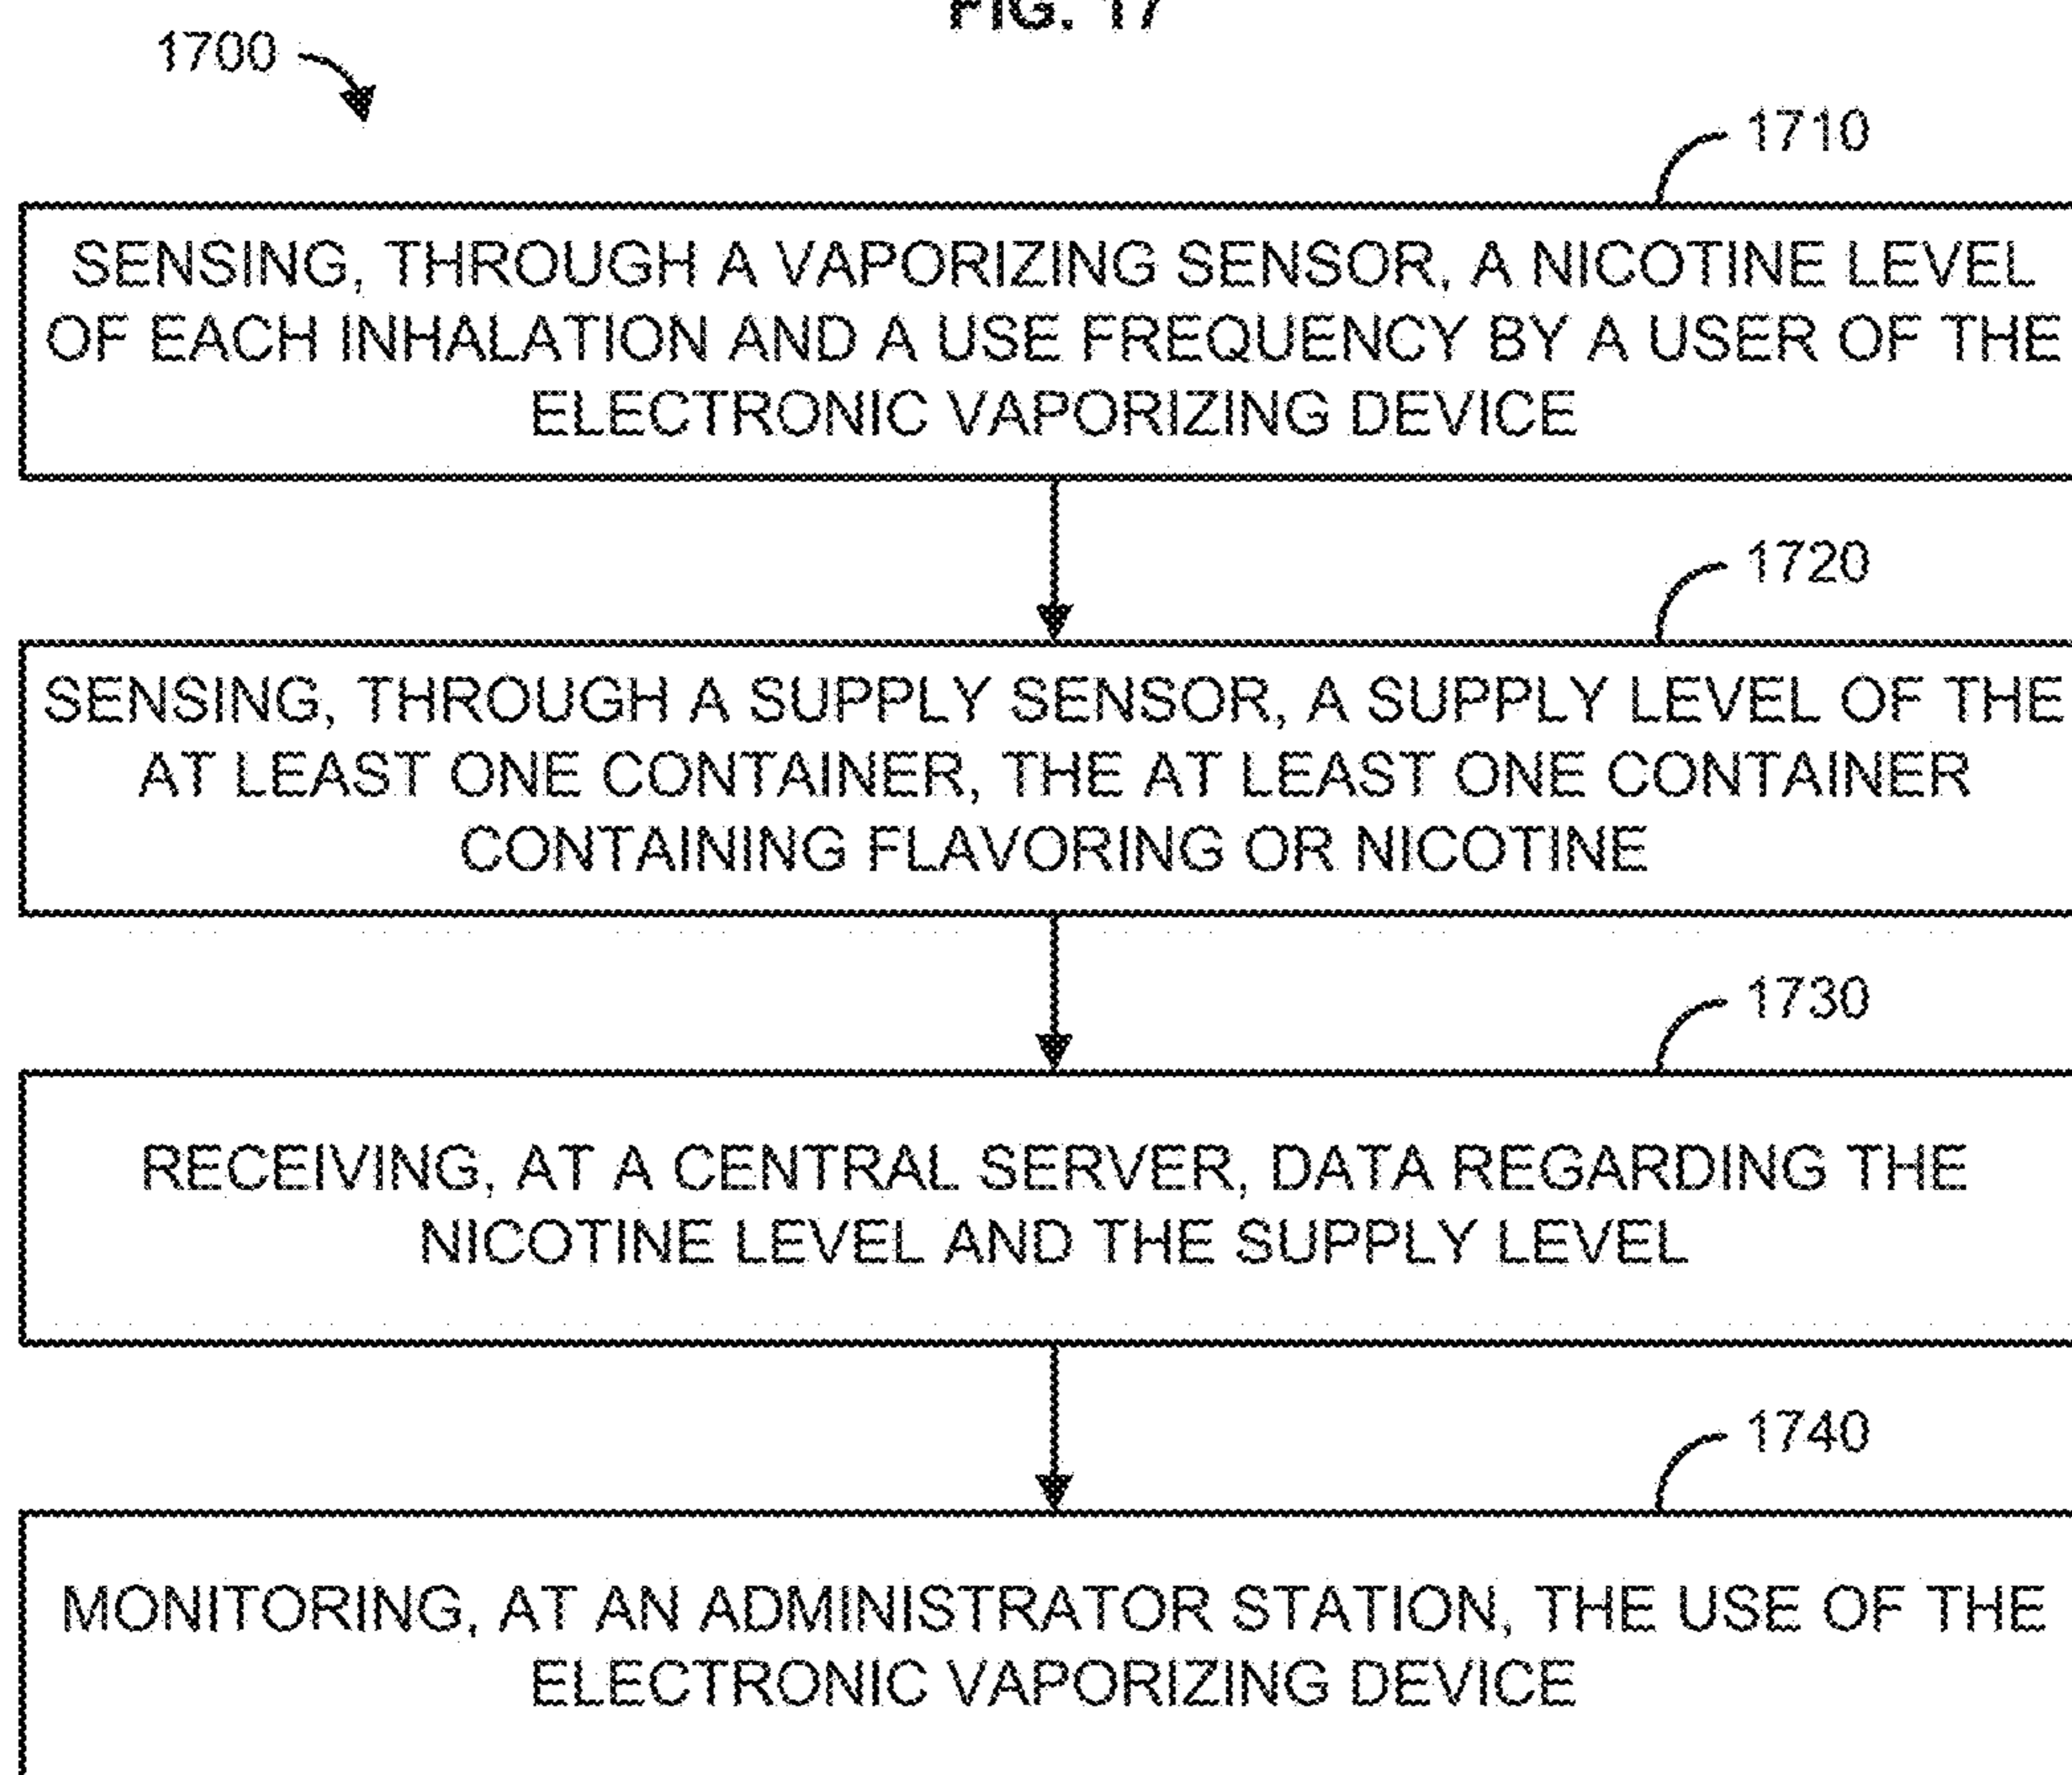 FIG. 17
1700
1710
SENSING, THROUGH A VAPORIZING SENSOR, A NICOTINE LEVEL
OF EACH INHALATION AND A USE FREQUENCY BY A USER OF THE
ELECTRONIC VAPORIZING DEVICE
1720
SENSING, THROUGH A SUPPLY SENSOR, A SUPPLY LEVEL OF THE
AT LEAST ONE CONTAINER, THE AT LEAST ONE CONTAINER
CONTAINING FLAVORING OR NICOTINE
1730
RECEIVING, AT A CENTRAL SERVER, DATA REGARDING THE
NICOTINE LEVEL AND THE SUPPLY LEVEL
1740
MONITORING, AT AN ADMINISTRATOR STATION, THE USE OF THE
ELECTRONIC VAPORIZING DEVICE